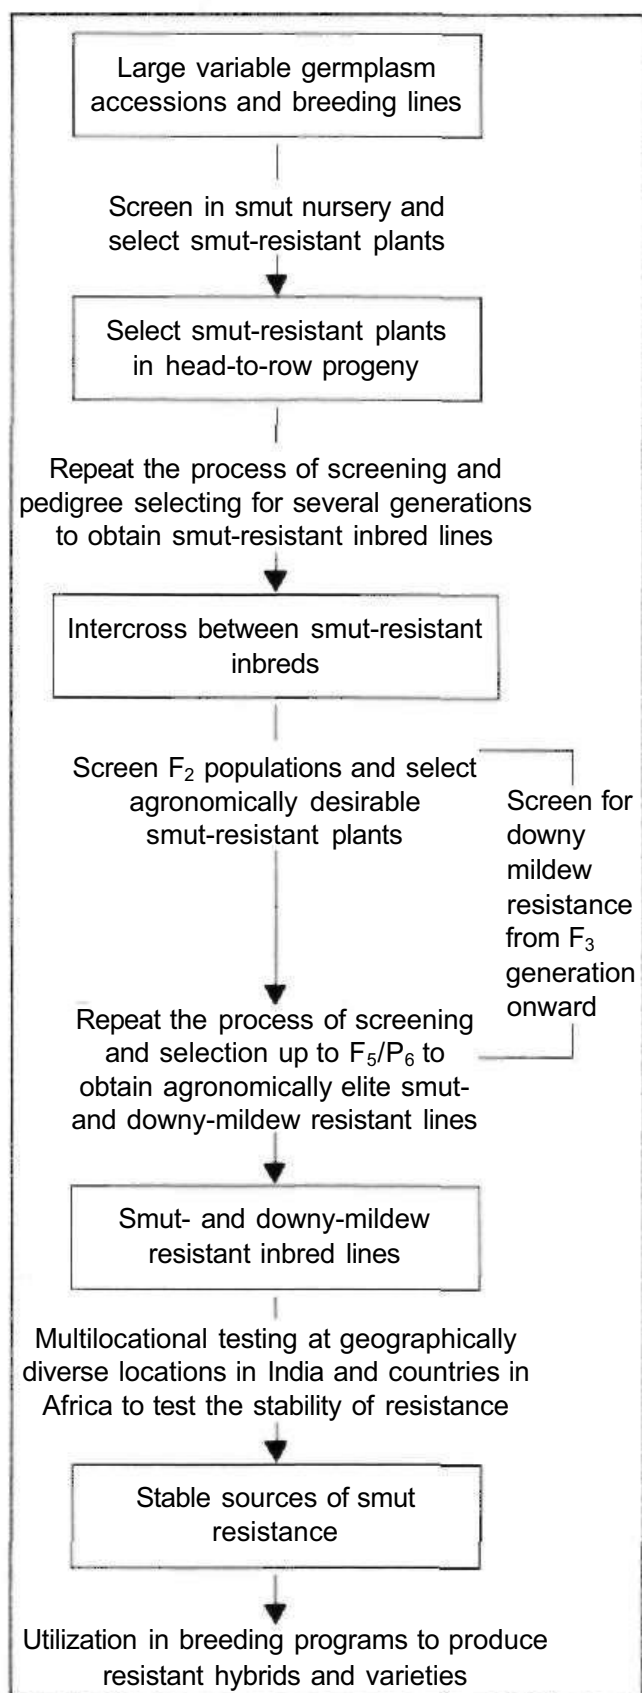 Large variable germplasm
accessions and breeding lines
Screen in smut nursery and
select smut-resistant plants
Select smut-resistant plants
in head-to-row progeny
Repeat the process of screening and
pedigree selecting for several generations
to obtain smut-resistant inbred lines
Intercross between smut-resistant
inbreds
Screen F₂ populations and select
agronomically desirable
smut-resistant plants
Screen for
downy
mildew
resistance
from F₃
generation
onward
Repeat the process of screening
and selection up to F₅/P₆ to
obtain agronomically elite smut-
and downy-mildew resistant lines
Smut- and downy-mildew
resistant inbred lines
Multilocational testing at geographically
diverse locations in India and countries in
Africa to test the stability of resistance
Stable sources of smut
resistance
Utilization in breeding programs to produce
resistant hybrids and varieties